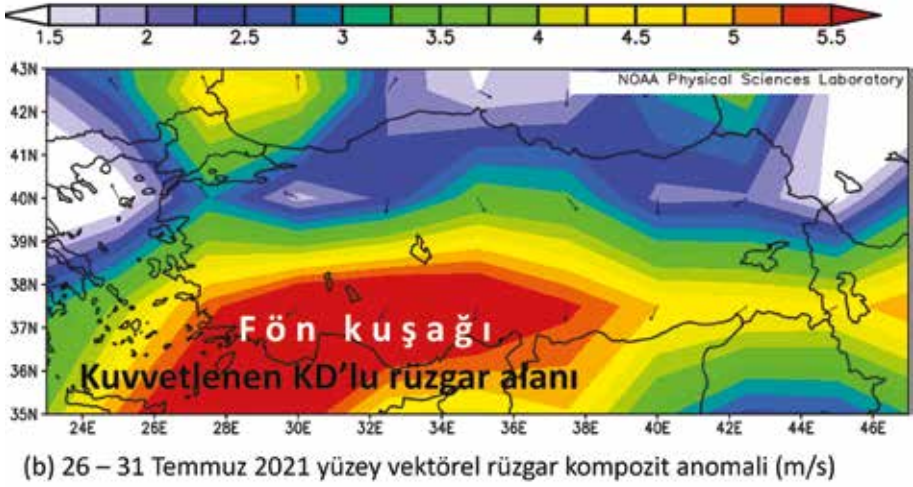 1.5 2 2.5 3 3.5 4 4.5 5 5.5
43N
NOAA Physical Sciences Laboratory
42N
41N
40N
39N
38N
37N
Fön kuşağı
36N
Kuvvetlenen KD'lu rüzgar alanı
35N
24E 26E 28E 30E 32E 34E 36E 38E 40E 42E 44E 46E
(b) 26 – 31 Temmuz 2021 yüzey vektörel rüzgar kompozit anomali (m/s)